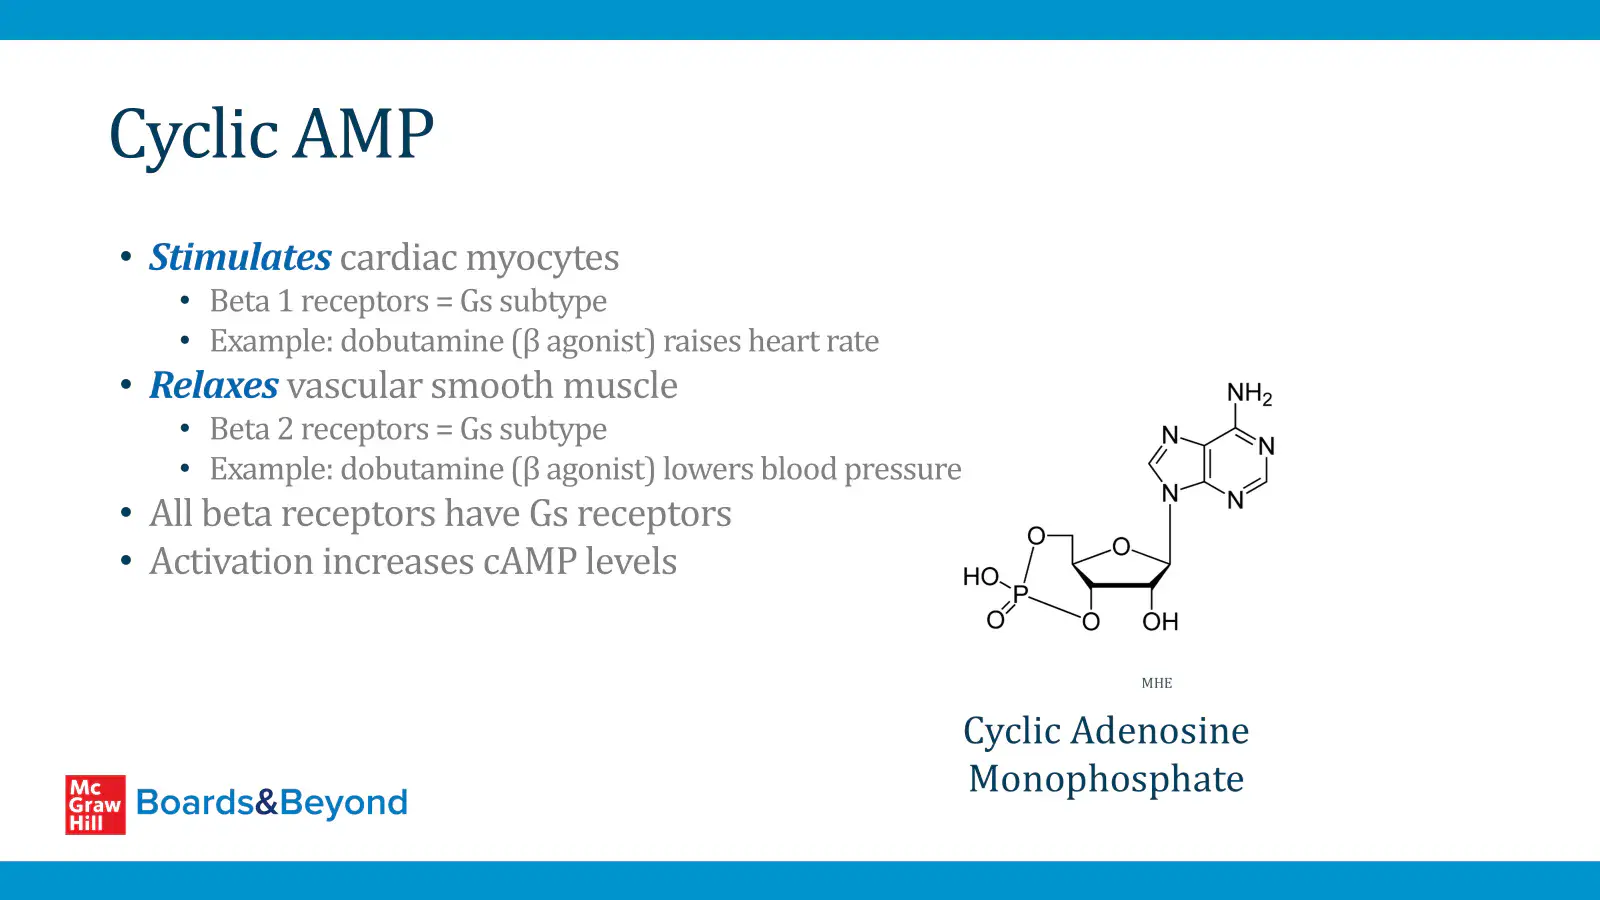 Cyclic AMP
• Stimulates cardiac myocytes
• Beta 1 receptors = Gs subtype
• Example: dobutamine (β agonist) raises heart rate
• Relaxes vascular smooth muscle
• Beta 2 receptors = Gs subtype
• Example: dobutamine (β agonist) lowers blood pressure
• All beta receptors have Gs receptors
• Activation increases cAMP levels
NH2
N
N
N
N
O
O
HO
P
O
O
OH
MHE
Cyclic Adenosine
Monophosphate
Mc
Graw
Hill
Boards&Beyond